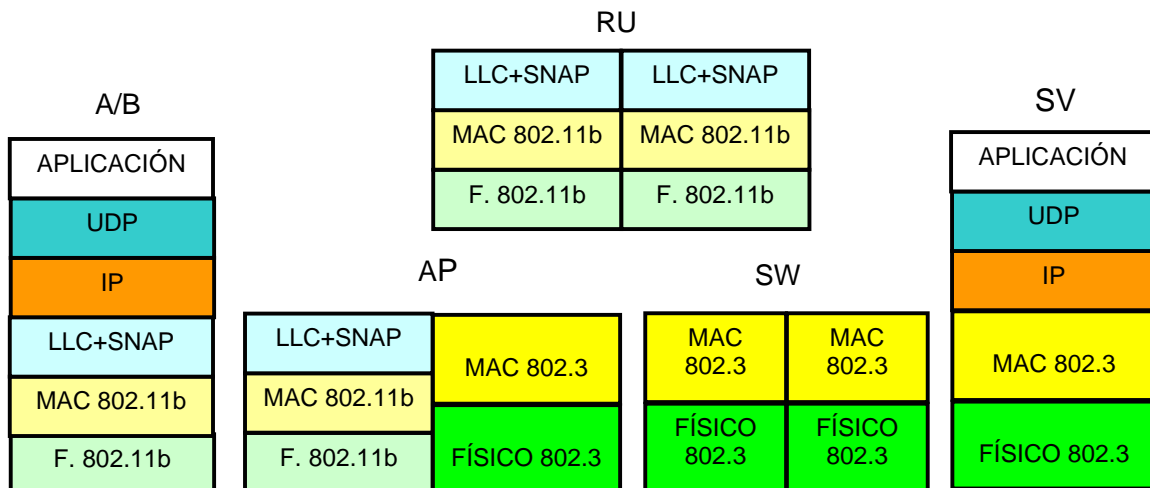 RU
LLC+SNAP
LLC+SNAP
MAC 802.11b
MAC 802.11b
F. 802.11b
F. 802.11b
A/B
APLICACIÓN
UDP
IP
LLC+SNAP
MAC 802.11b
F. 802.11b
AP
LLC+SNAP
MAC 802.11b
F. 802.11b
MAC 802.3
FÍSICO 802.3
SW
MAC
802.3
MAC
802.3
FÍSICO
802.3
FÍSICO
802.3
SV
APLICACIÓN
UDP
IP
MAC 802.3
FÍSICO 802.3